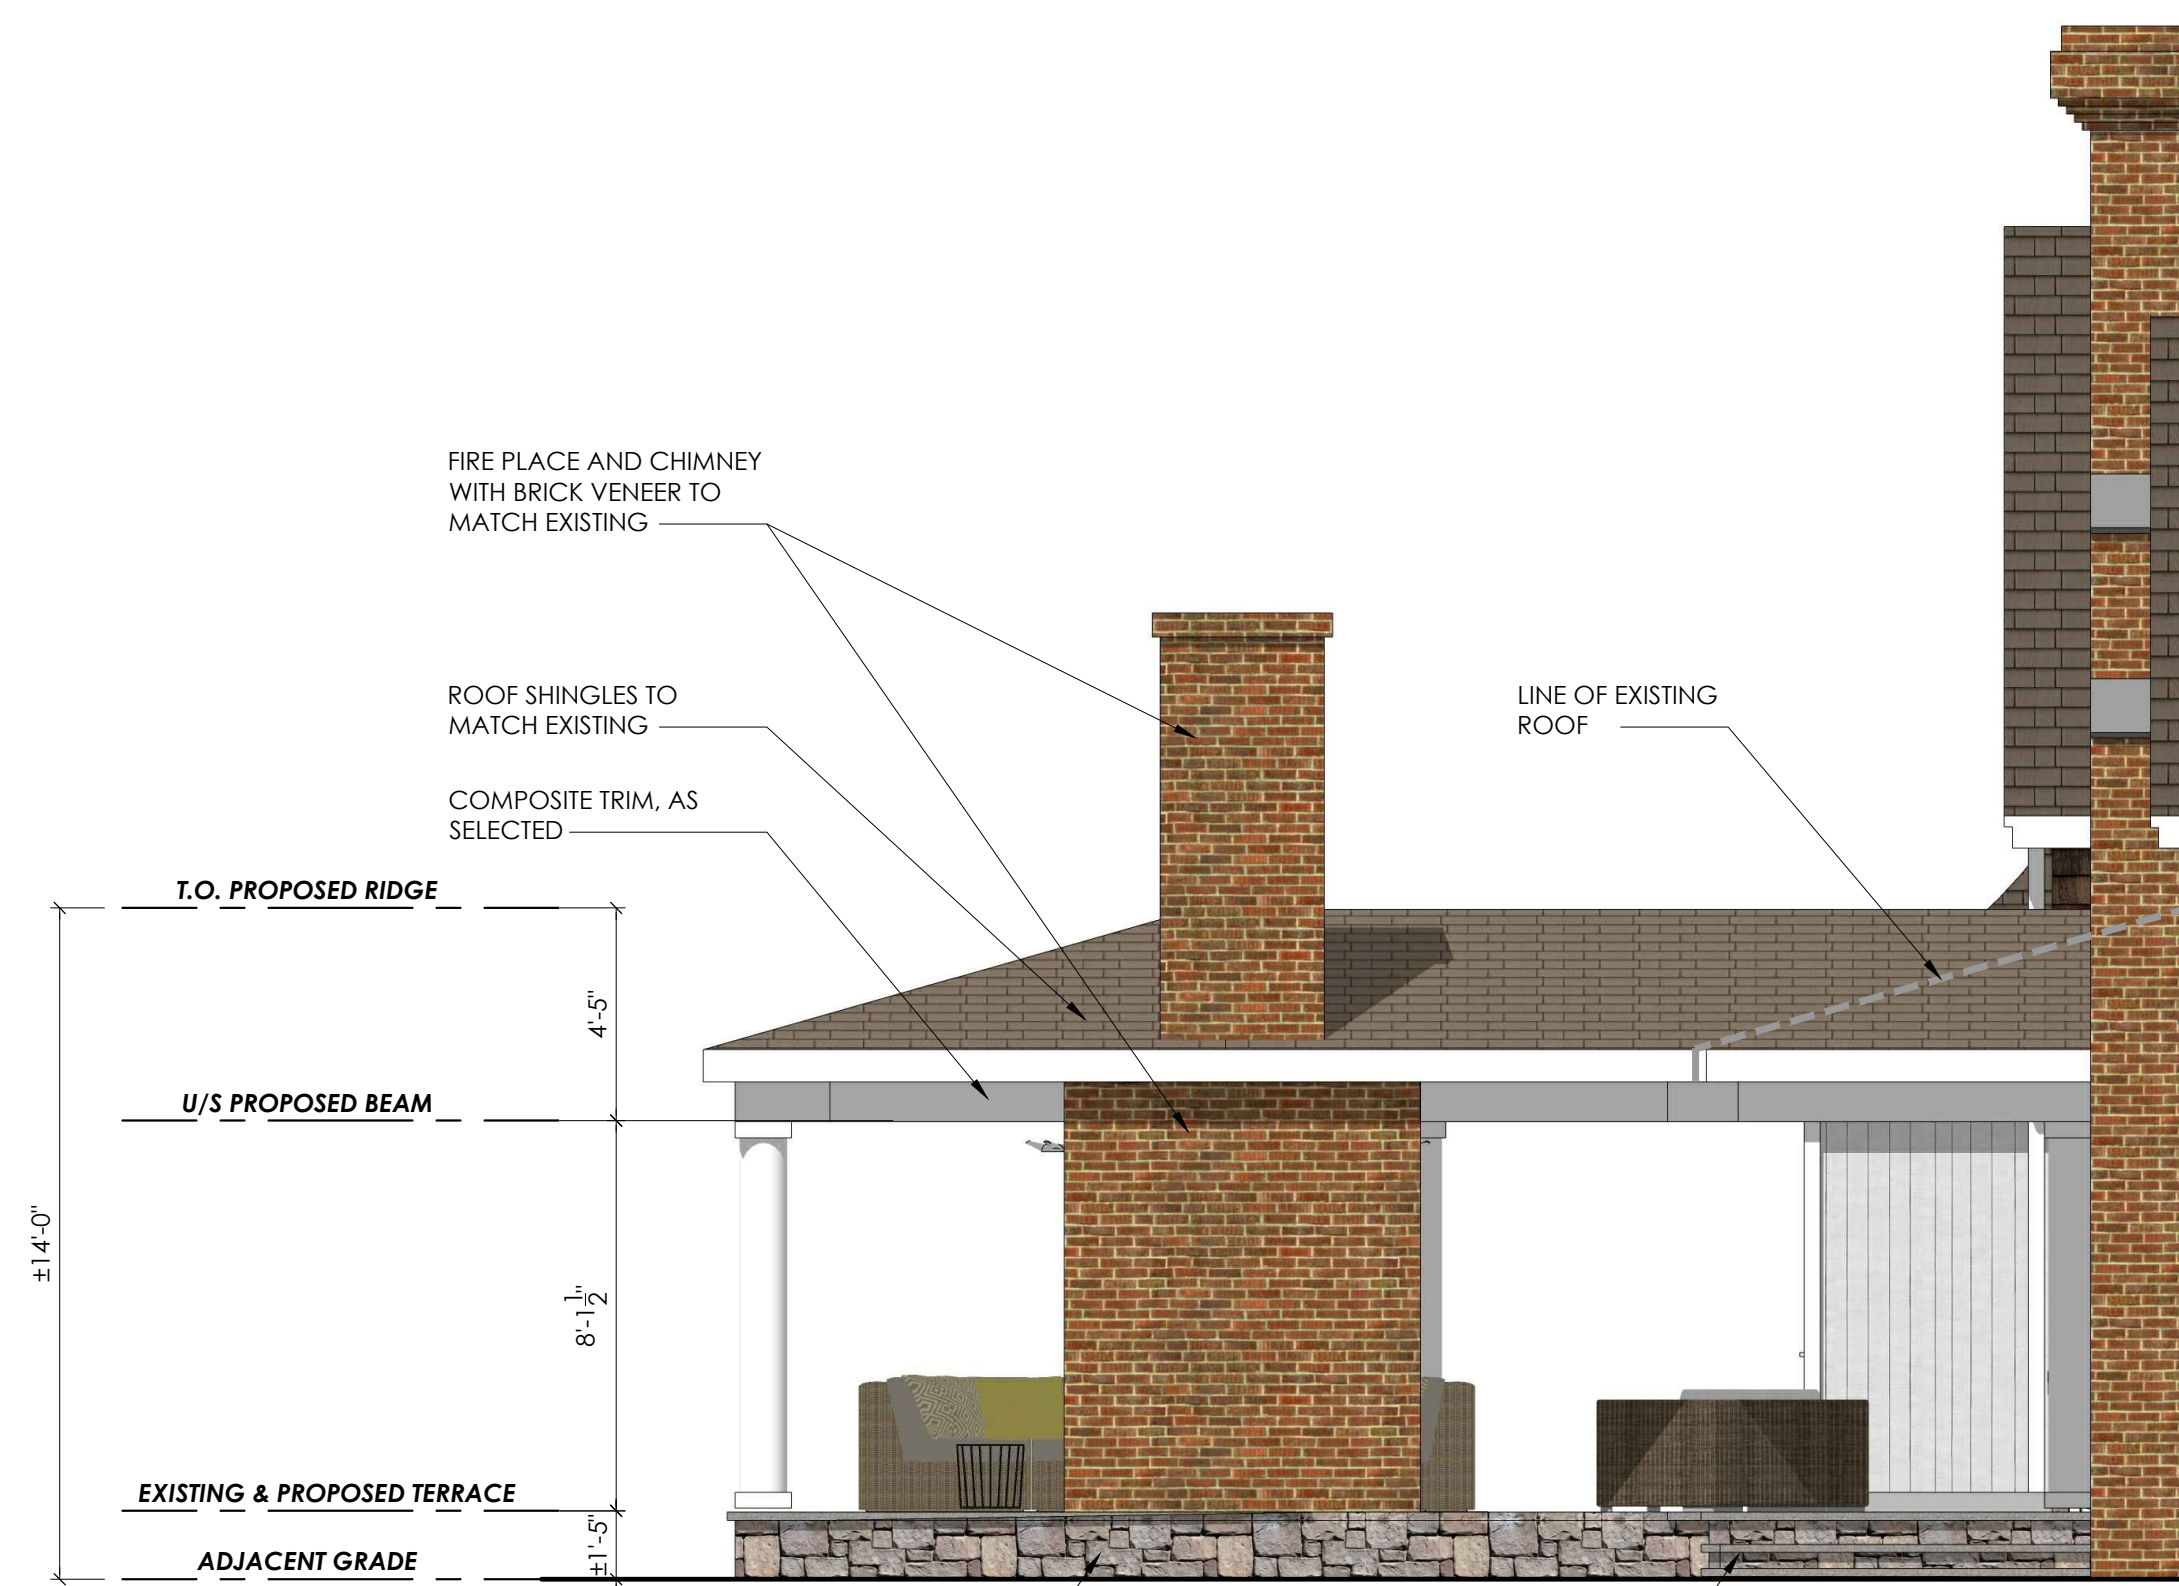 FIRE PLACE AND CHIMNEY
WITH BRICK VENEER TO
MATCH EXISTING
ROOF SHINGLES TO
MATCH EXISTING
LINE OF EXISTING
ROOF
COMPOSITE TRIM, AS
SELECTED
T.O. PROPOSED RIDGE
4'-5"
U/S PROPOSED BEAM
±14'-0"
8'-1 1/2"
EXISTING & PROPOSED TERRACE
±1'-5"
ADJACENT GRADE